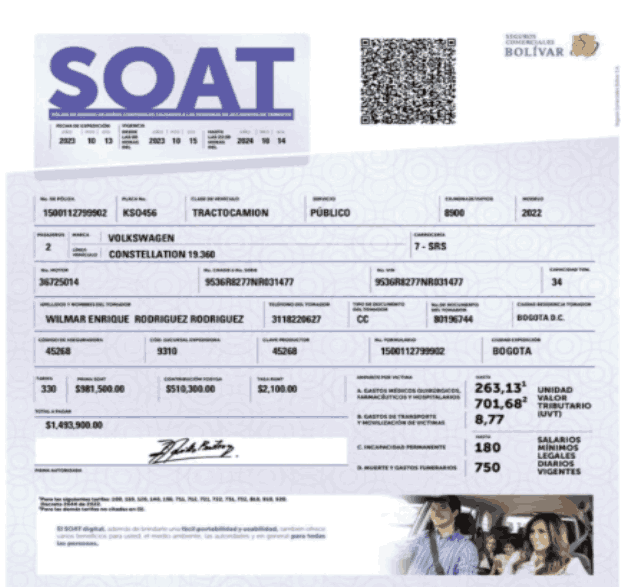 SOAT
SEGUROS
COMERCIALES
BOLÍVAR
PÓLIZA DE SEGURO DE DAÑOS CORPORALES CAUSADOS A LAS PERSONAS EN ACCIDENTES DE TRÁNSITO
FECHA DE EXPEDICIÓN VIGENCIA
2023 10 13 DESDE LAS 00 HORAS DEL 2023 10 15 HASTA LAS 23:59 HORAS DEL 2024 10 14
No. DE PÓLIZA PLACA No. CLASE DE VEHÍCULO SERVICIO CILINDRAJE/VATIOS MODELO
1500112799902 KSO456 TRACTOCAMION PÚBLICO 8900 2022
PASAJEROS MARCA VOLKSWAGEN CARROCERÍA
2 LÍNEA VEHÍCULO CONSTELLATION 19.360 7 - SRS
No. MOTOR No. CHASIS o No. SERIE No. VIN CAPACIDAD TON.
36725014 9536R8277NR031477 9536R8277NR031477 34
APELLIDOS Y NOMBRES DEL TOMADOR TELÉFONO DEL TOMADOR TIPO DE DOCUMENTO DEL TOMADOR No. DE DOCUMENTO DEL TOMADOR CIUDAD RESIDENCIA TOMADOR
WILMAR ENRIQUE RODRIGUEZ RODRIGUEZ 3118220627 CC 80196744 BOGOTA D.C.
CÓDIGO DE ASEGURADORA CÓD. SUCURSAL EXPEDIDORA CLAVE PRODUCTOR No. FORMULARIO CIUDAD EXPEDICIÓN
45268 9310 45268 1500112799902 BOGOTA
TARIFA PRIMA SOAT CONTRIBUCIÓN FOSYGA TASA RUNT
330 $981,500.00 $510,300.00 $2,100.00
TOTAL A PAGAR
$1,493,900.00
FIRMA AUTORIZADA
AMPAROS POR VÍCTIMA HASTA
A. GASTOS MÉDICOS QUIRÚRGICOS, FARMACÉUTICOS Y HOSPITALARIOS
263,13¹
701,68²
B. GASTOS DE TRANSPORTE Y MOVILIZACIÓN DE VÍCTIMAS
8,77
UNIDAD
VALOR
TRIBUTARIO
(UVT)
HASTA
C. INCAPACIDAD PERMANENTE 180
D. MUERTE Y GASTOS FUNERARIOS 750
SALARIOS
MÍNIMOS
LEGALES
DIARIOS
VIGENTES
El SOAT digital, además de brindarte una fácil portabilidad y usabilidad, también ofrece
varios beneficios para usted, el medio ambiente, las autoridades y en general para todas
las personas.